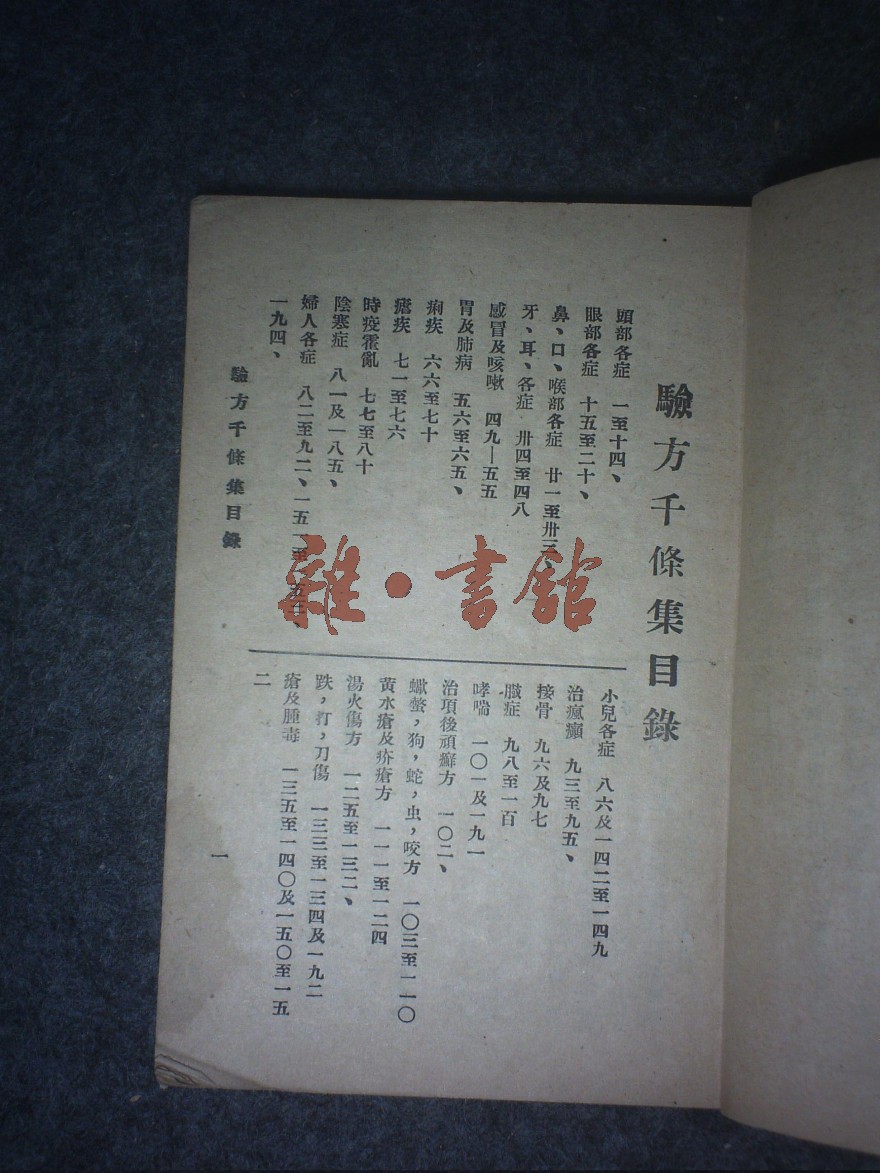 驗方千條集目錄
頭部各症 一至十四、
眼部各症 十五至二十、
鼻、口、喉部各症 廿一至卅三、
牙、耳、各症 卅四至四八
感冒及咳嗽 四九—五五
胃及肺病 五六至六五、
痢疾 六六至七十
瘧疾 七一至七六
時疫霍亂 七七至八十
陰寒症 八一及一八五、
婦人各症 八二至九二、一五一至
一九四、
小兒各症 八六及一四二至一四九
治瘋癲 九三至九五、
接骨 九六及九七
臌症 九八至一百
哮喘 一〇一及一九一
治項後頑癬方 一〇二、
蠍螫,狗,蛇,虫,咬方 一〇三至一一〇
黃水瘡及疥瘡方 一一一至一二四
湯火傷方 一二五至一三二、
跌,打,刀傷 一三三至一三四及一九二
瘡及腫毒 一三五至一四〇及一五〇至一五
二
驗方千條集目錄
一
雜·書館